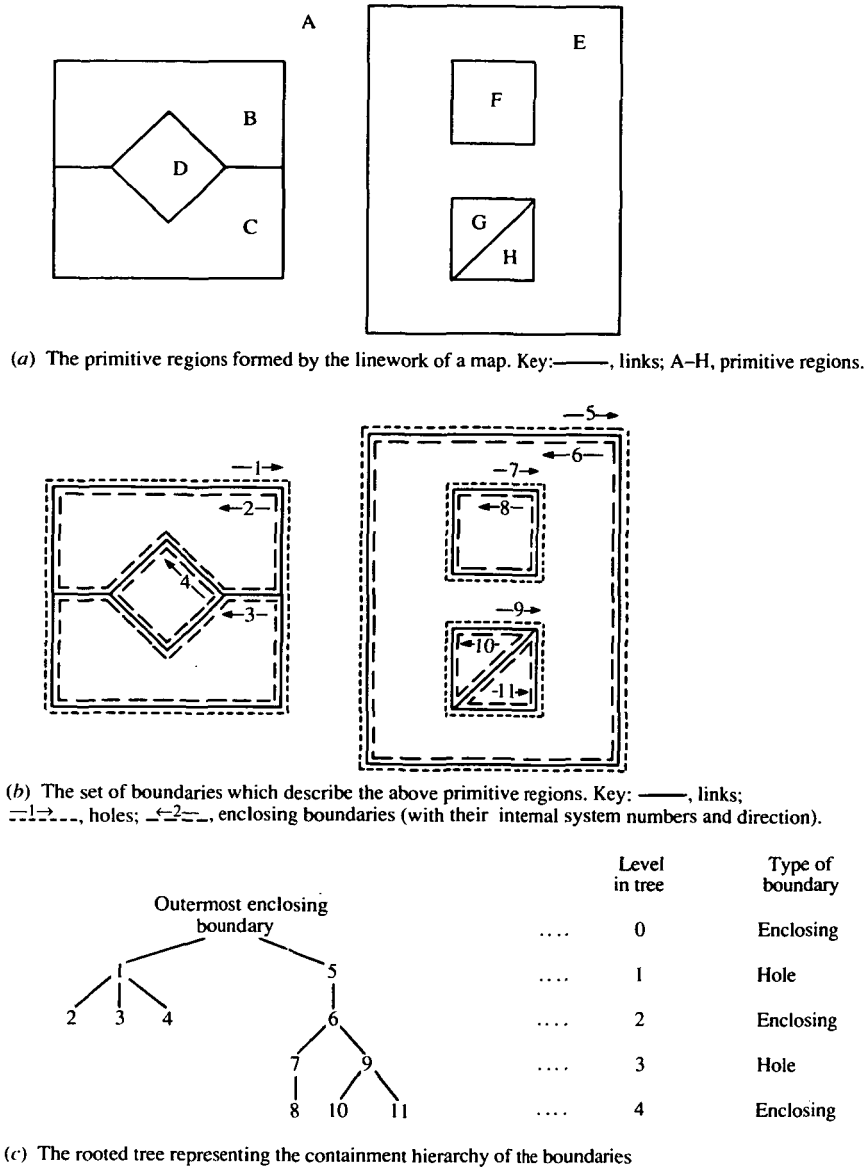 A
E
B
F
D
C
G
H
(a) The primitive regions formed by the linework of a map. Key:———, links; A–H, primitive regions.
—5→
—1→
←6—
—7→
←2—
←8—
4
←3—
—9→
←10-
-11→
(b) The set of boundaries which describe the above primitive regions. Key: ———, links;
—1→, holes; ←2—, enclosing boundaries (with their internal system numbers and direction).
Level in tree
Type of boundary
Outermost enclosing
boundary
.... 0 Enclosing
1 5 .... 1 Hole
2 3 4 6 .... 2 Enclosing
7 9 .... 3 Hole
8 10 11 .... 4 Enclosing
(c) The rooted tree representing the containment hierarchy of the boundaries